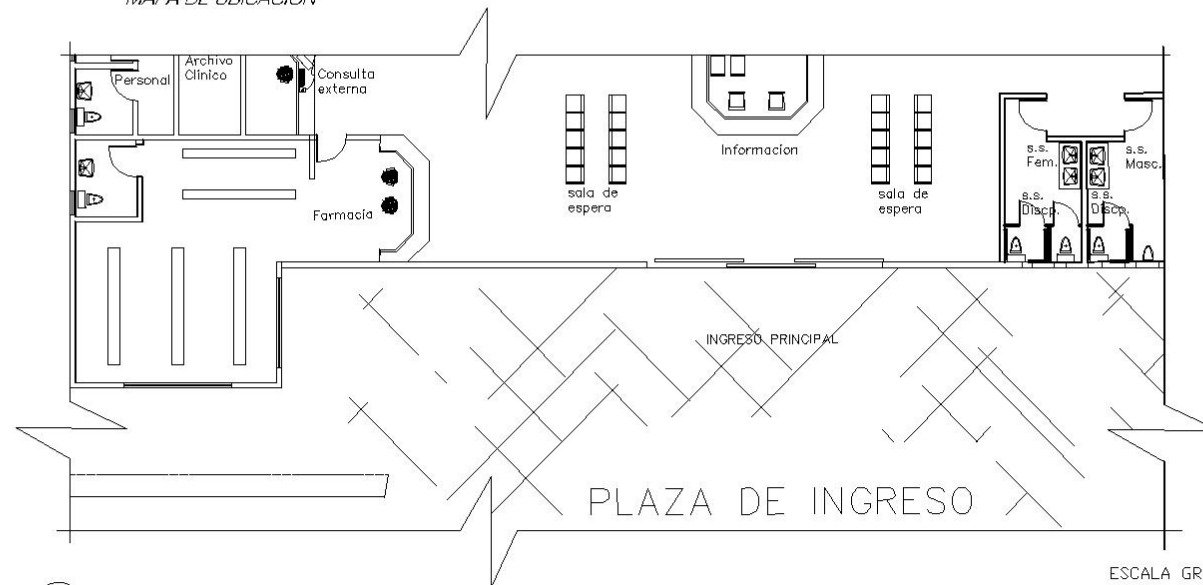 MAPA DE UBICACION
Personal
Archivo
Clinico
Consulta
externa
Informacion
Farmacia
sala de
espera
sala de
espera
s.s.
Fem.
s.s.
Masc.
s.s.
Discp.
s.s.
Discp.
INGRESO PRINCIPAL
PLAZA DE INGRESO
ESCALA GR